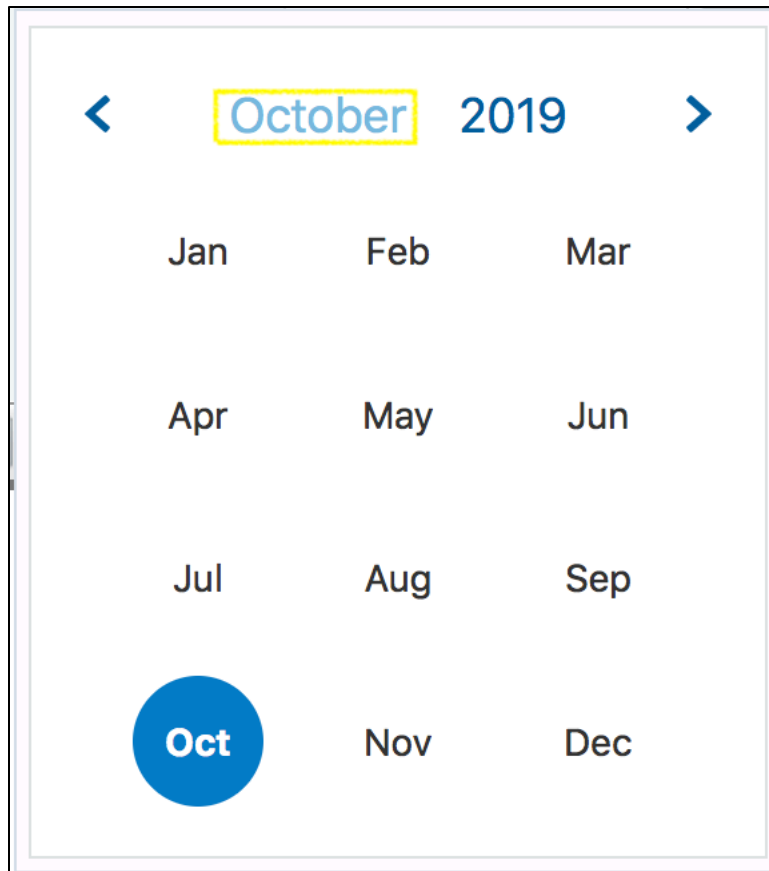 October 2019
Jan Feb Mar
Apr May Jun
Jul Aug Sep
Oct Nov Dec